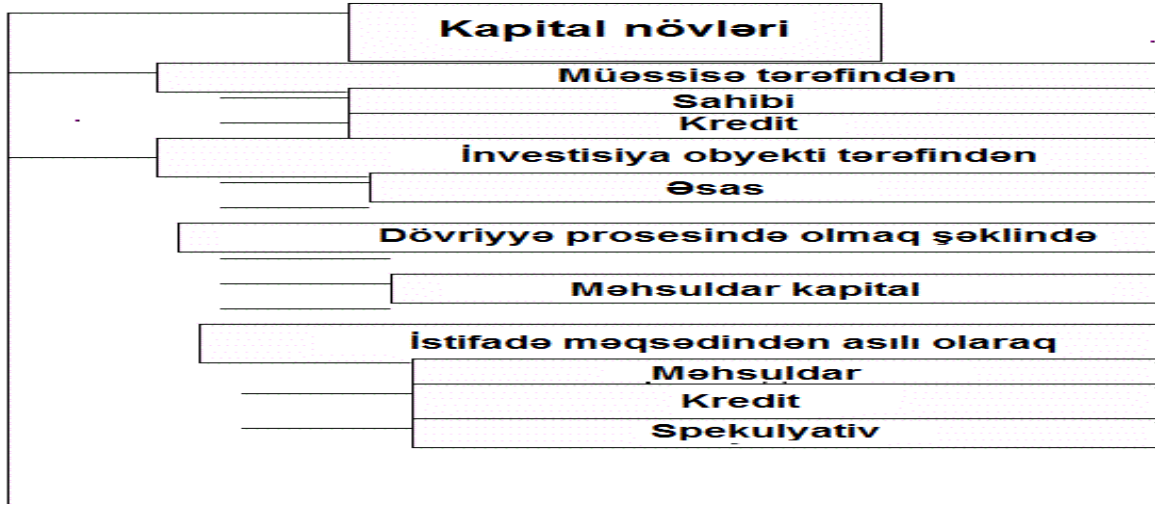 Kapital növləri
Müəssisə tərəfindən
Sahibi
Kredit
İnvestisiya obyekti tərəfindən
Əsas
Dövriyyə prosesində olmaq şəklində
Məhsuldar kapital
İstifadə məqsədindən asılı olaraq
Məhsuldar
Kredit
Spekulyativ